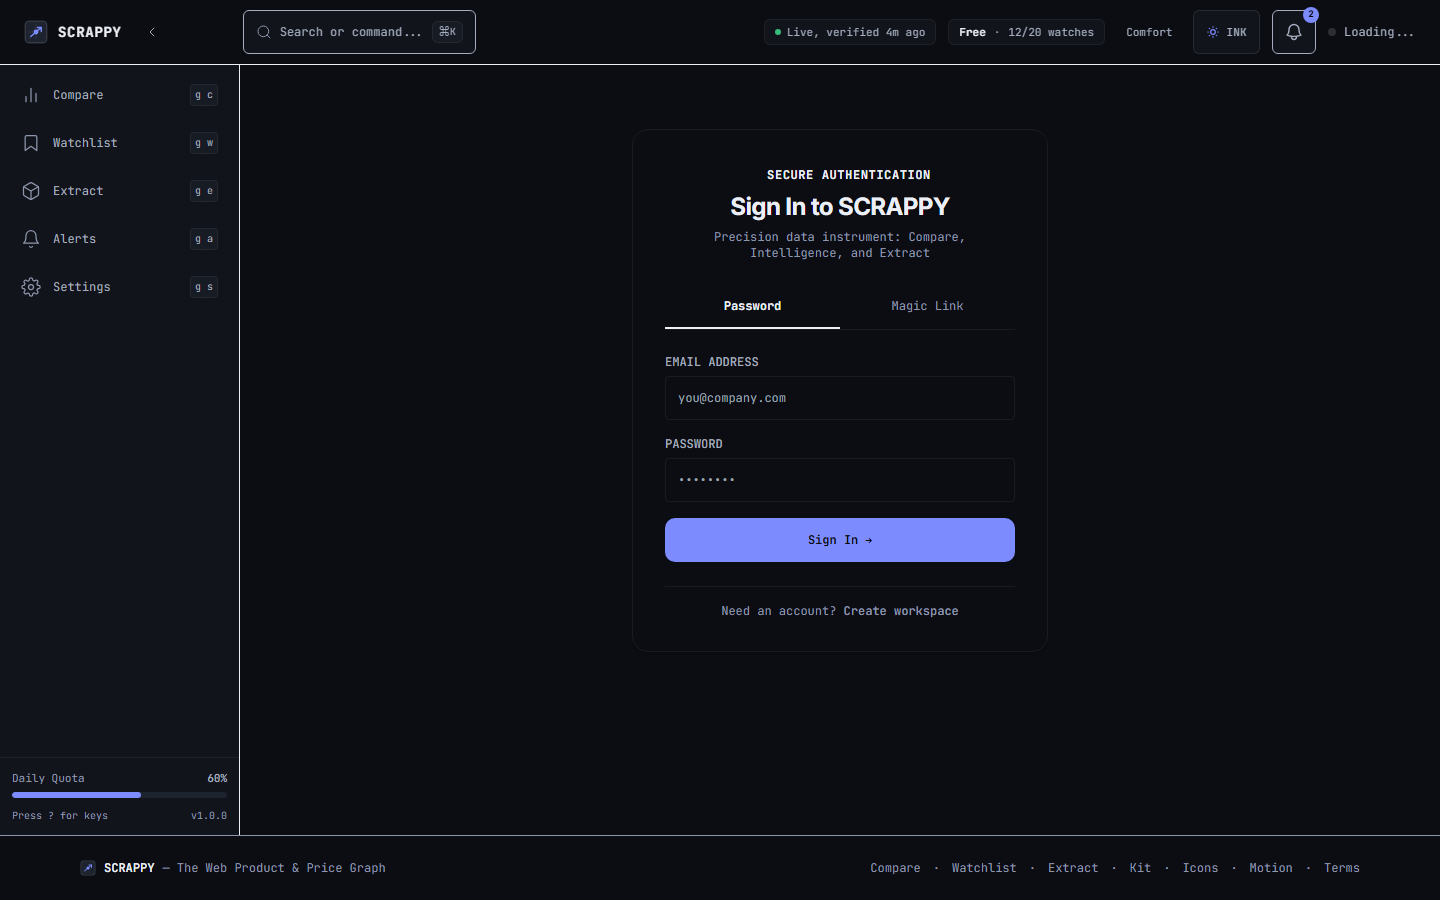 SCRAPPY
Search or command... ⌘K
Live, verified 4m ago
Free · 12/20 watches
Comfort
INK
2
Loading...
Compare g c
Watchlist g w
Extract g e
Alerts g a
Settings g s
SECURE AUTHENTICATION
Sign In to SCRAPPY
Precision data instrument: Compare,
Intelligence, and Extract
Password Magic Link
EMAIL ADDRESS
you@company.com
PASSWORD
••••••••
Sign In →
Need an account? Create workspace
Daily Quota 60%
Press ? for keys v1.0.0
SCRAPPY — The Web Product & Price Graph
Compare · Watchlist · Extract · Kit · Icons · Motion · Terms